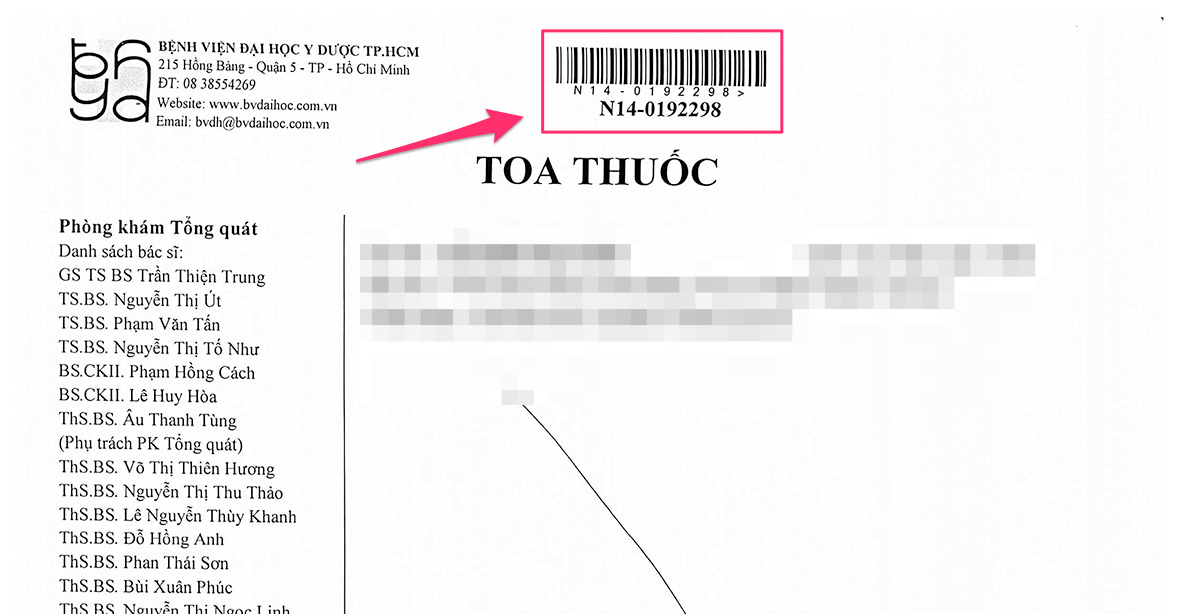 BỆNH VIỆN ĐẠI HỌC Y DƯỢC TP.HCM
215 Hồng Bàng - Quận 5 - TP - Hồ Chí Minh
ĐT: 08 38554269
Website: www.bvdaihoc.com.vn
Email: bvdh@bvdaihoc.com.vn
N14-0192298>
N14-0192298
TOA THUỐC
Phòng khám Tổng quát
Danh sách bác sĩ:
GS TS BS Trần Thiện Trung
TS.BS. Nguyễn Thị Út
TS.BS. Phạm Văn Tấn
TS.BS. Nguyễn Thị Tố Như
BS.CKII. Phạm Hồng Cách
BS.CKII. Lê Huy Hòa
ThS.BS. Âu Thanh Tùng
(Phụ trách PK Tổng quát)
ThS.BS. Võ Thị Thiên Hương
ThS.BS. Nguyễn Thị Thu Thảo
ThS.BS. Lê Nguyễn Thùy Khanh
ThS.BS. Đỗ Hồng Anh
ThS.BS. Phan Thái Sơn
ThS.BS. Bùi Xuân Phúc
ThS.BS. Nguyễn Thị Ngọc Linh